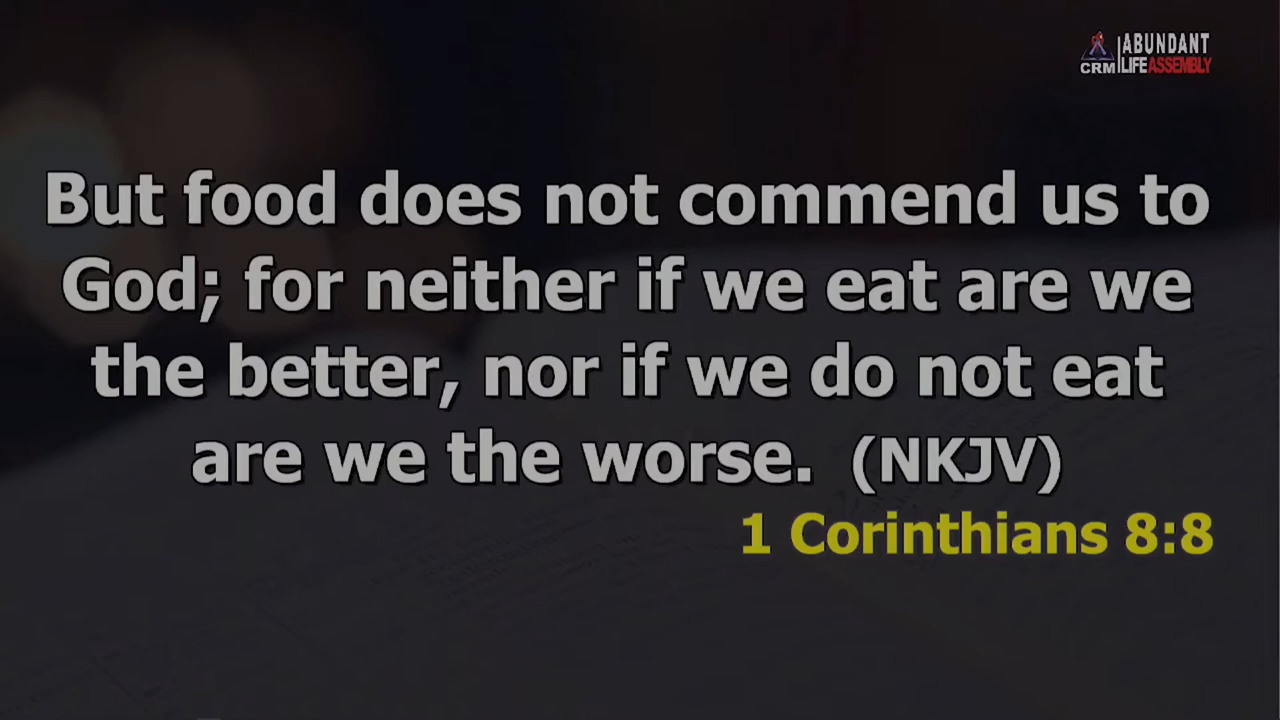 CRM ABUNDANT
LIFE ASSEMBLY
But food does not commend us to
God; for neither if we eat are we
the better, nor if we do not eat
are we the worse. (NKJV)
1 Corinthians 8:8